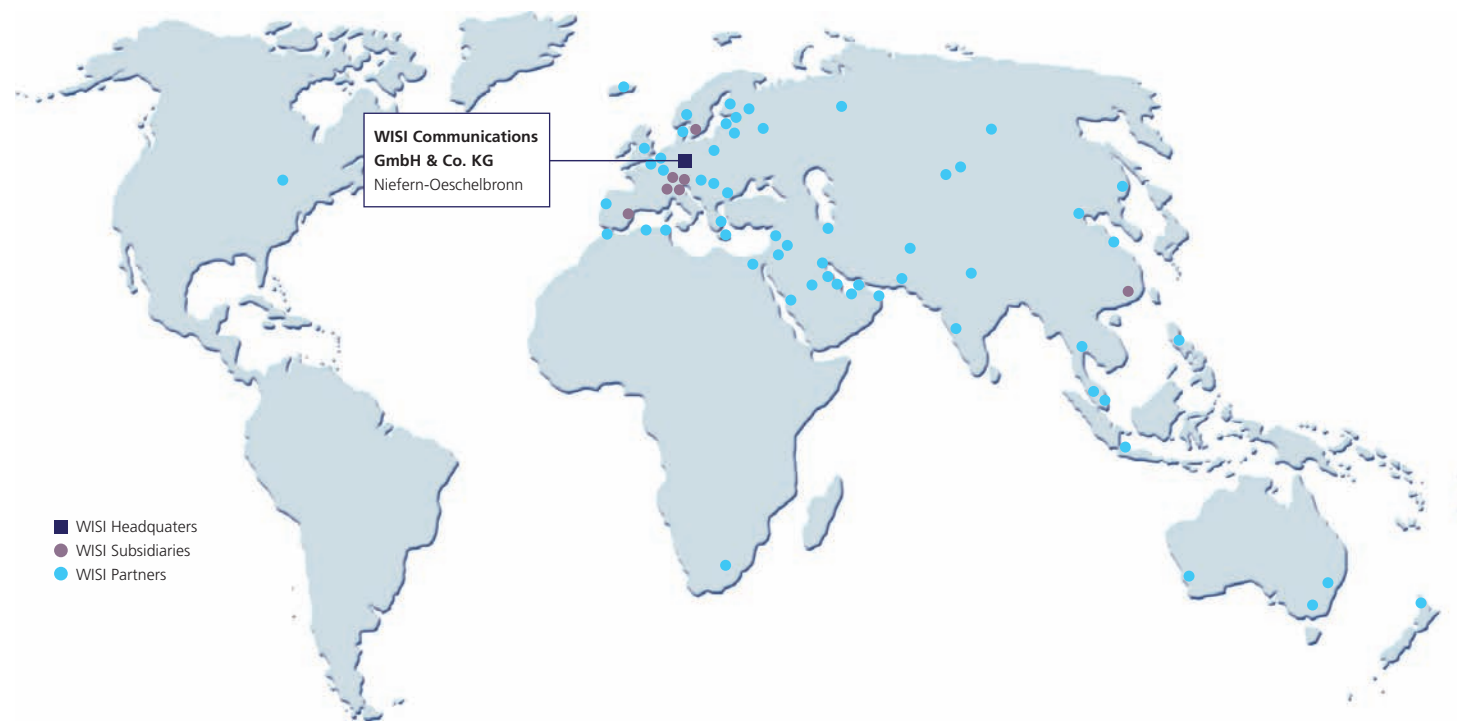 WISI Communications
GmbH & Co. KG
Niefern-Oeschelbronn
WISI Headquaters
WISI Subsidiaries
WISI Partners